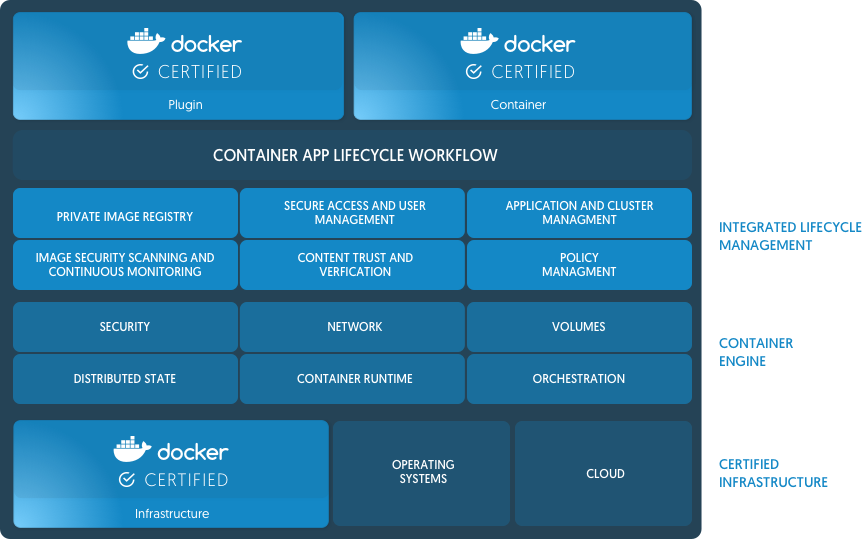 docker
CERTIFIED
Plugin
docker
CERTIFIED
Container
CONTAINER APP LIFECYCLE WORKFLOW
PRIVATE IMAGE REGISTRY
SECURE ACCESS AND USER
MANAGEMENT
APPLICATION AND CLUSTER
MANAGMENT
IMAGE SECURITY SCANNING AND
CONTINUOUS MONITORING
CONTENT TRUST AND
VERFICATION
POLICY
MANAGMENT
INTEGRATED LIFECYCLE
MANAGEMENT
SECURITY
NETWORK
VOLUMES
DISTRIBUTED STATE
CONTAINER RUNTIME
ORCHESTRATION
CONTAINER
ENGINE
docker
CERTIFIED
Infrastructure
OPERATING
SYSTEMS
CLOUD
CERTIFIED
INFRASTRUCTURE